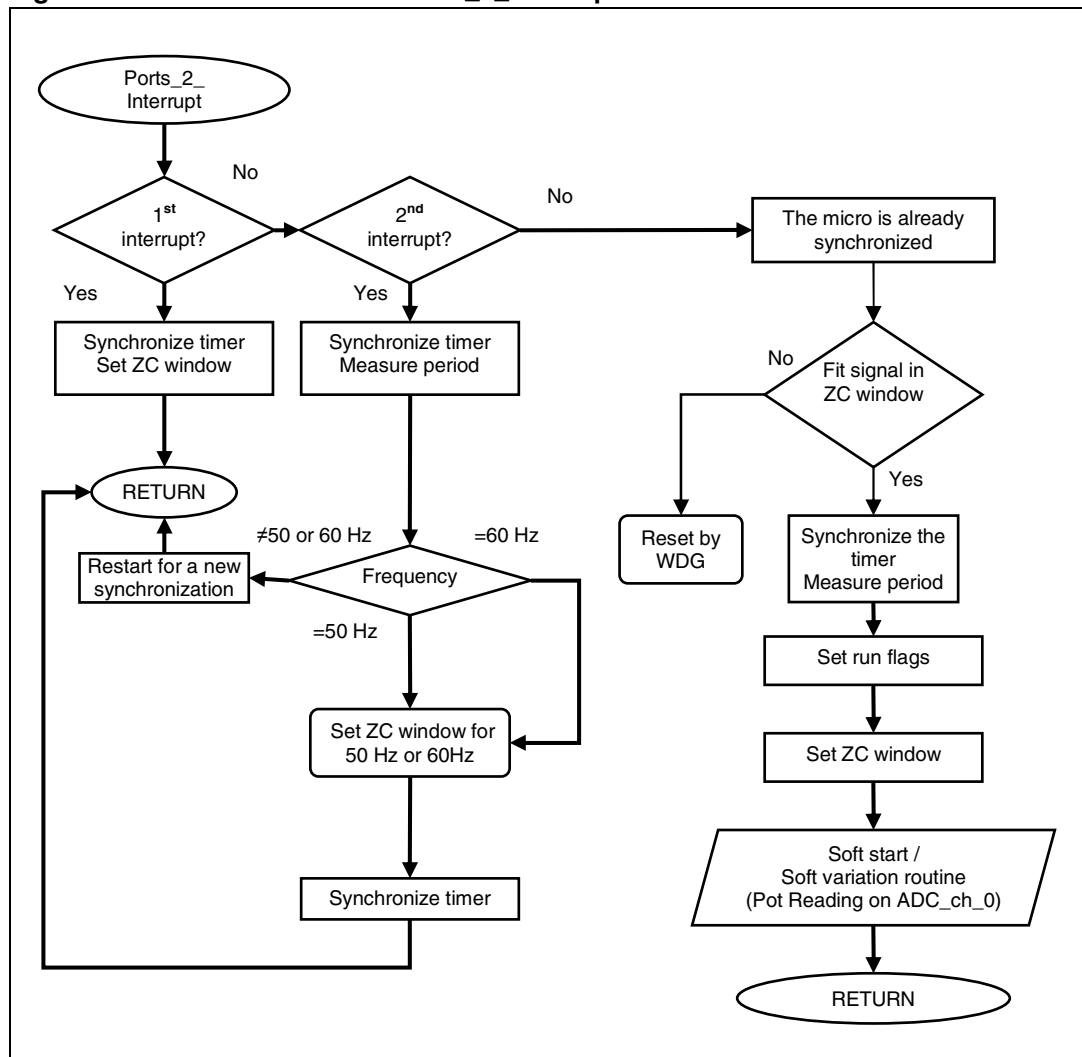 Ports_2_
Interrupt
No
1st
interrupt?
2nd
interrupt?
No
The micro is already
synchronized
Yes
Yes
Synchronize timer
Set ZC window
Synchronize timer
Measure period
No
Fit signal in
ZC window
Yes
RETURN
≠50 or 60 Hz
=60 Hz
Restart for a new
synchronization
Frequency
=50 Hz
Reset by
WDG
Synchronize the
timer
Measure period
Set run flags
Set ZC window for
50 Hz or 60Hz
Set ZC window
Synchronize timer
Soft start /
Soft variation routine
(Pot Reading on ADC_ch_0)
RETURN